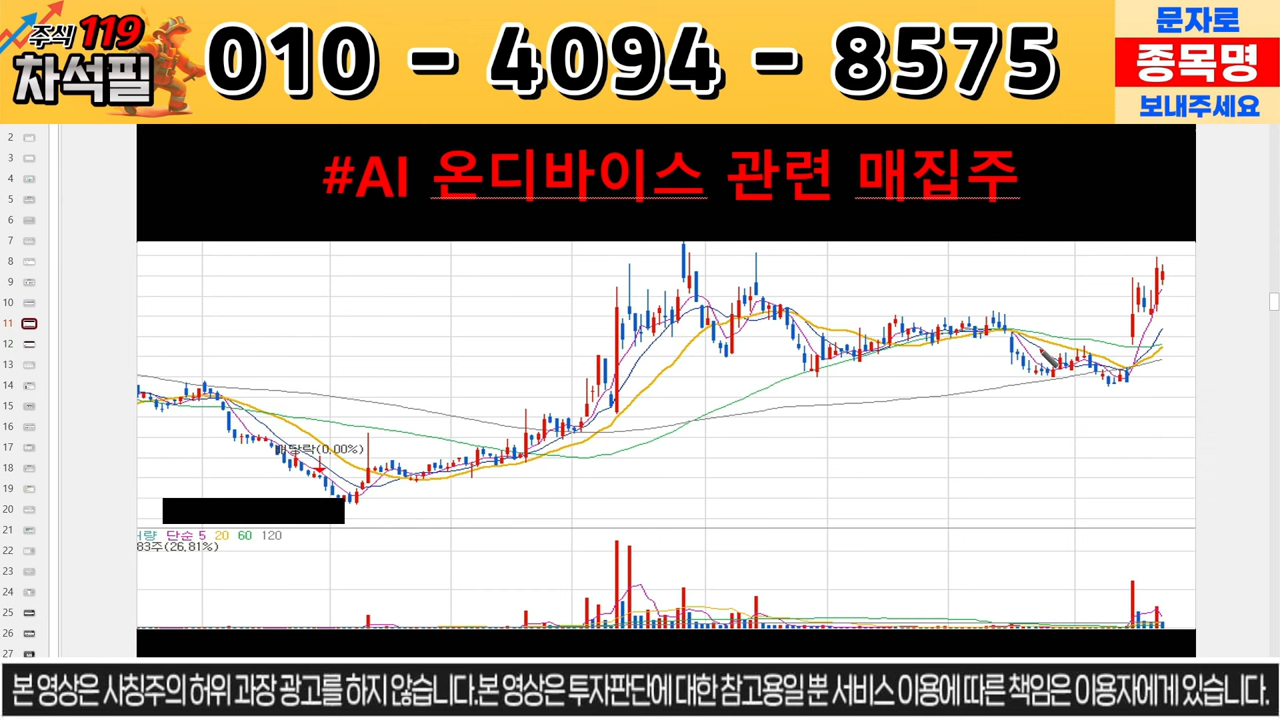 주식 119
차석필
010 - 4094 - 8575
문자로
종목명
보내주세요
#AI 온디바이스 관련 매집주
2
3
4
5
6
7
8
9
10
11
12
13
14
15
16
17
18
19
20
21
22
23
24
25
26
27
배당락(0.00%)
거량 단순 5 20 60 120
83주(26.81%)
본 영상은 사칭주의 허위 과장 광고를 하지 않습니다.본 영상은 투자판단에 대한 참고용일 뿐 서비스 이용에 따른 책임은 이용자에게 있습니다.